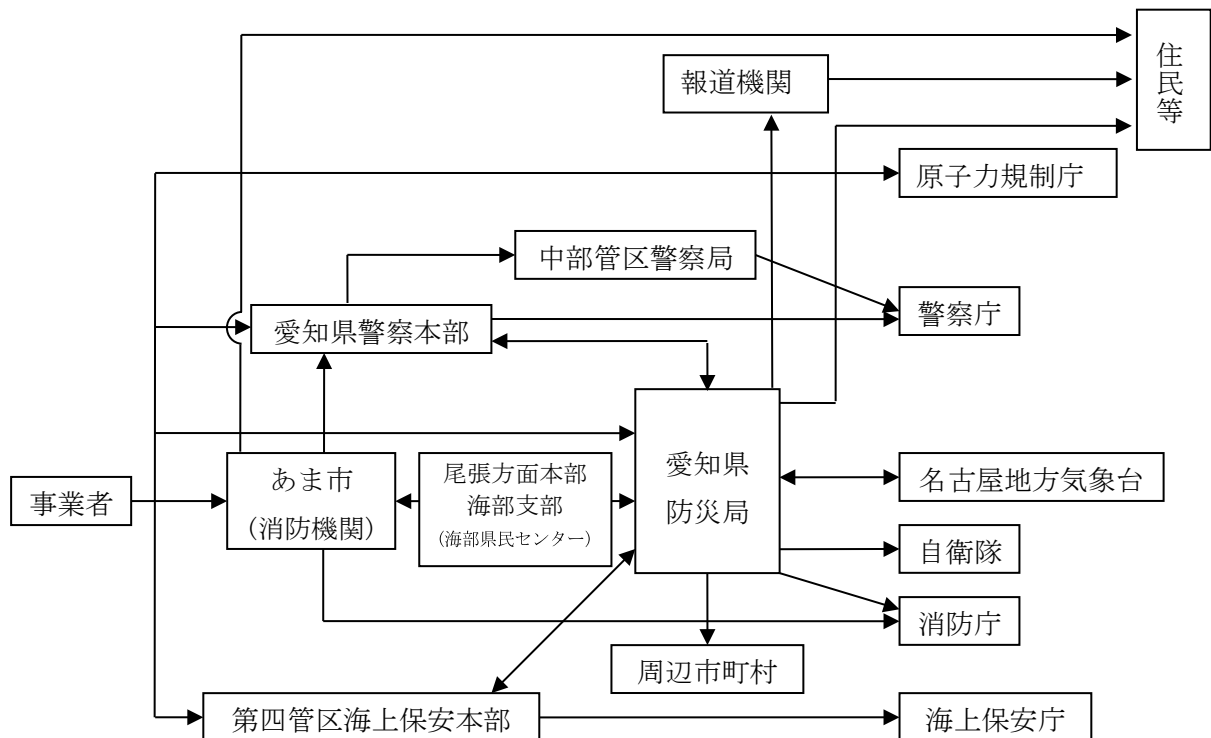 住民等
報道機関
原子力規制庁
中部管区警察局
警察庁
愛知県警察本部
愛知県
防災局
尾張方面本部
海部支部
(海部県民センター)
あま市
(消防機関)
事業者
名古屋地方気象台
自衛隊
消防庁
周辺市町村
第四管区海上保安本部
海上保安庁